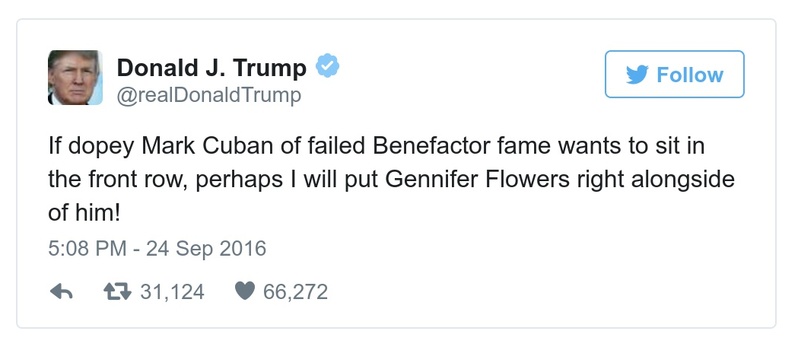 Donald J. Trump
@realDonaldTrump
Follow
If dopey Mark Cuban of failed Benefactor fame wants to sit in
the front row, perhaps I will put Gennifer Flowers right alongside
of him!
5:08 PM - 24 Sep 2016
31,124 66,272